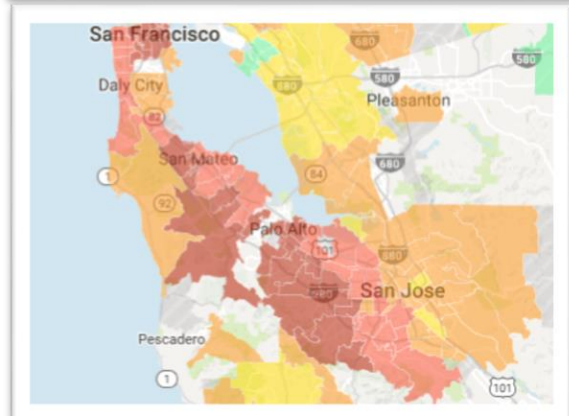 San Francisco
680
580
580
Daly City
880
Pleasanton
82
San Mateo
680
1
84
92
Palo Alto
101
680
280
San Jose
Pescadero
1
101